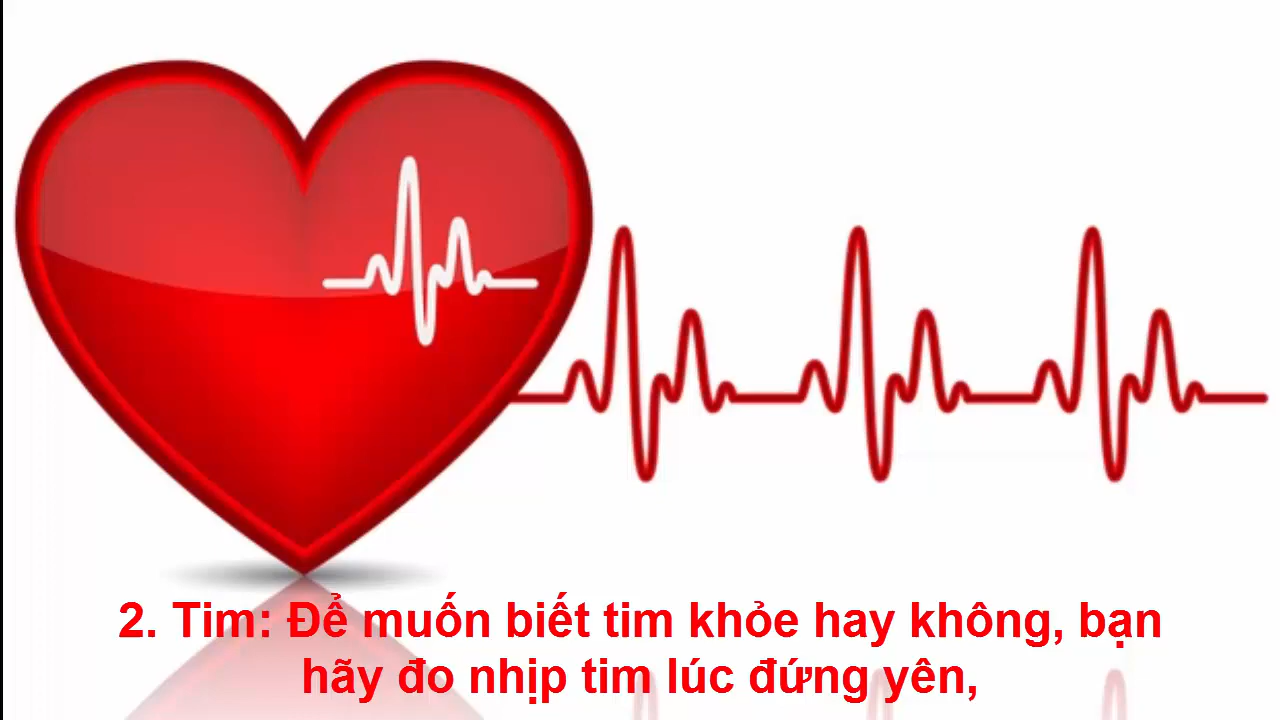 2. Tim: Để muốn biết tim khỏe hay không, bạn
hãy đo nhịp tim lúc đứng yên,